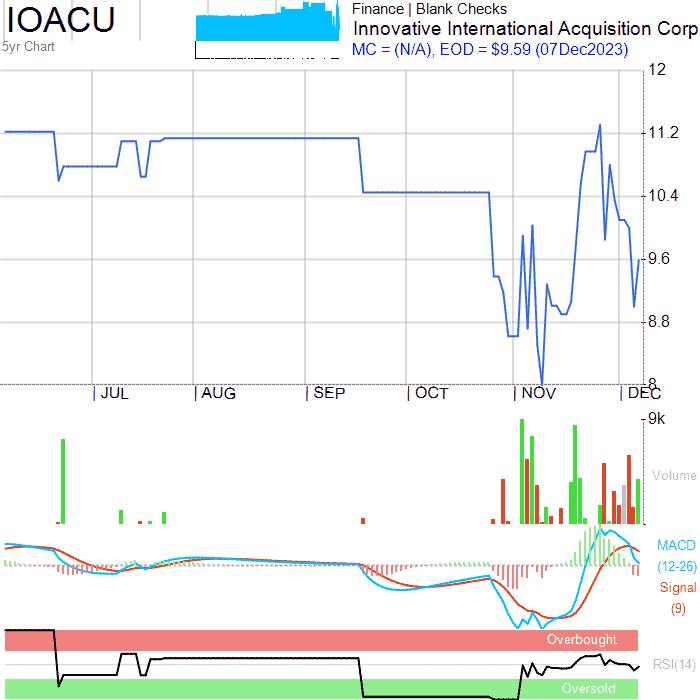 IOACU
5yr Chart
Finance | Blank Checks
Innovative International Acquisition Corp
MC = (N/A), EOD = $9.59 (07Dec2023)
12
11.2
10.4
9.6
8.8
8
JUL AUG SEP OCT NOV DEC
9k
Volume
MACD
(12-26)
Signal
(9)
Overbought
RSI(14)
Oversold